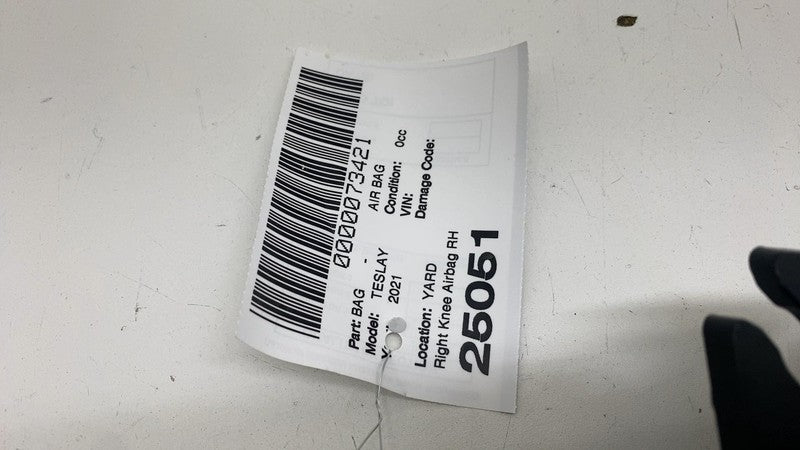 0000073421
Part: BAG - AIR BAG
Model: TESLAY Condition: 0cc
2021 VIN:
Damage Code:
Location: YARD
Right Knee Airbag RH
25051